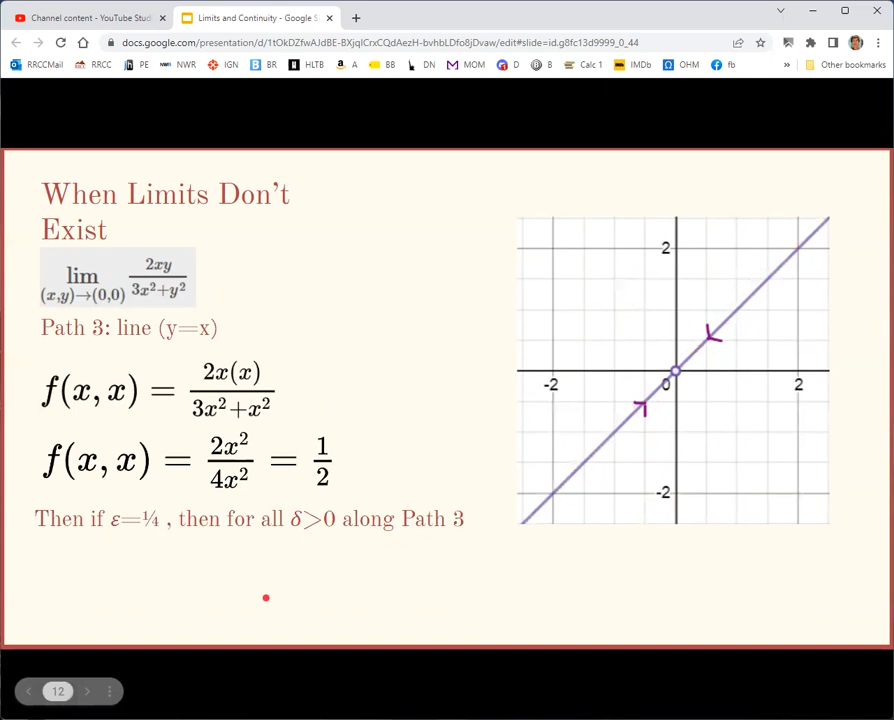 Channel content - YouTube Stud
Limits and Continuity - Google S
docs.google.com/presentation/d/1tOkDZfwAJdBE-BXjqICrxCQdAezH-bvhbLDfo8jDvaw/edit#slide=id.g8fc13d9999_0_44
RRCCMail RRCC PE NWR NWR IGN B BR HLTB a A BB DN MOM D B Calc 1 IMDb OHM fb » Other bookmarks
When Limits Don't
Exist
lim (x,y)→(0,0) 2xy/3x²+y²
Path 3: line (y=x)
f(x, x) = 2x(x)/3x²+x²
f(x, x) = 2x²/4x² = 1/2
Then if ε=¼ , then for all δ>0 along Path 3
2
-2 0 2
-2
12